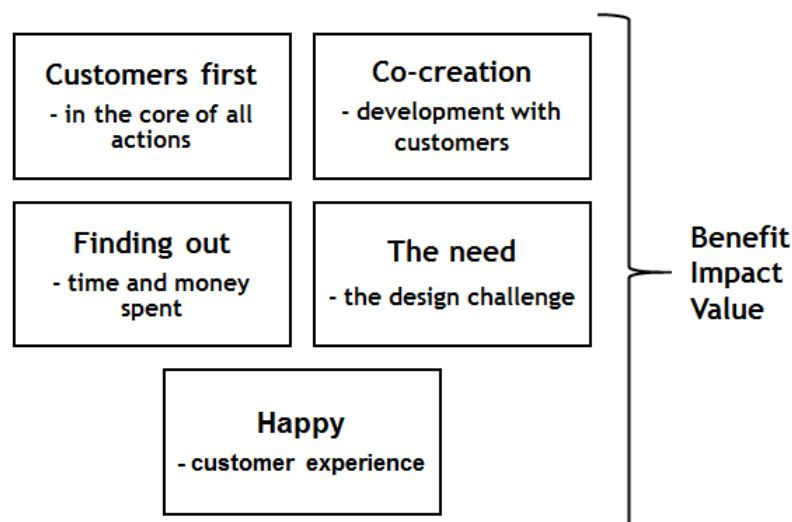 Customers first
- in the core of all
actions
Co-creation
- development with
customers
Finding out
- time and money
spent
The need
- the design challenge
Happy
- customer experience
Benefit
Impact
Value